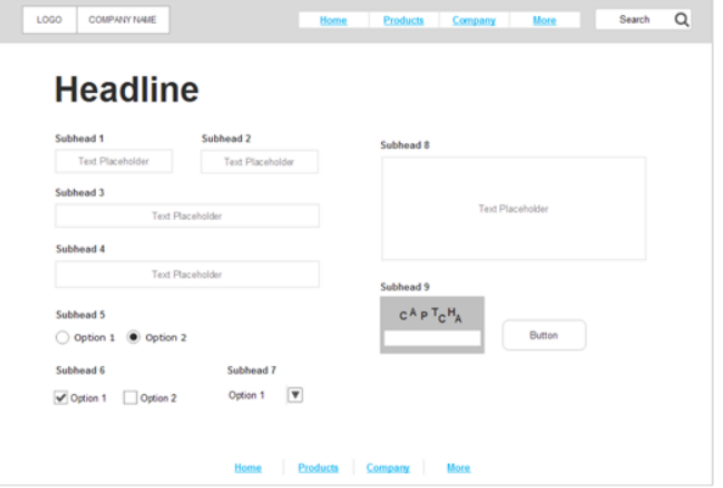 LOGO COMPANY NAME Home Products Company More Search
Headline
Subhead 1 Subhead 2
Text Placeholder Text Placeholder
Subhead 3
Text Placeholder
Subhead 4
Text Placeholder
Subhead 5
Option 1 Option 2
Subhead 6 Subhead 7
Option 1 Option 2 Option 1
Subhead 8
Text Placeholder
Subhead 9
CAPTCHA
Button
Home Products Company More